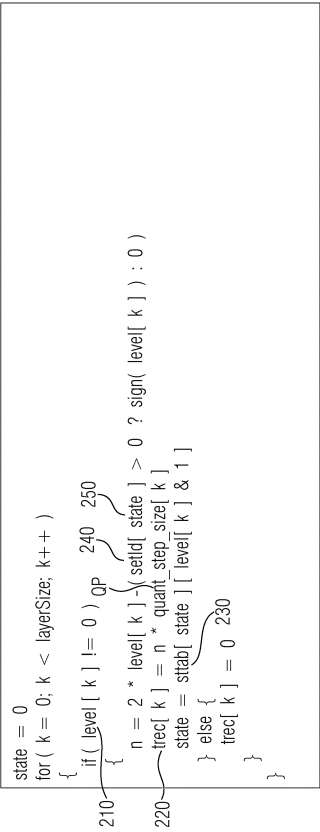 state = 0
for ( k = 0; k < layerSize; k++ )
{
if ( level [ k ] != 0 )
QP
240
250
210
{
n = 2 * level[ k ] - ( setId[ state ] > 0 ? sign( level[ k ] ) : 0 )
trec[ k ] = n * quant_step_size[ k ]
220
state = sttab[ state ] [ level[ k ] & 1 ]
} else {
230
trec[ k ] = 0
}
}